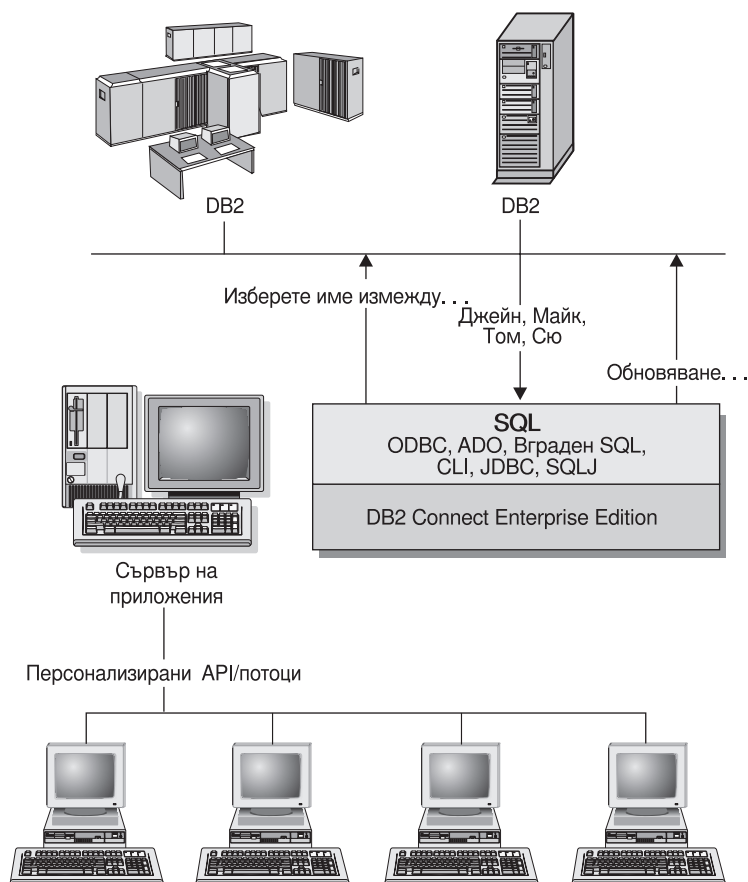 DB2
DB2
Изберете име измежду. . .
Джейн, Майк,
Том, Сю
Обновяване. . .
SQL
ODBC, ADO, Вграден SQL,
CLI, JDBC, SQLJ
DB2 Connect Enterprise Edition
Сървър на
приложения
Персонализирани API/потоци